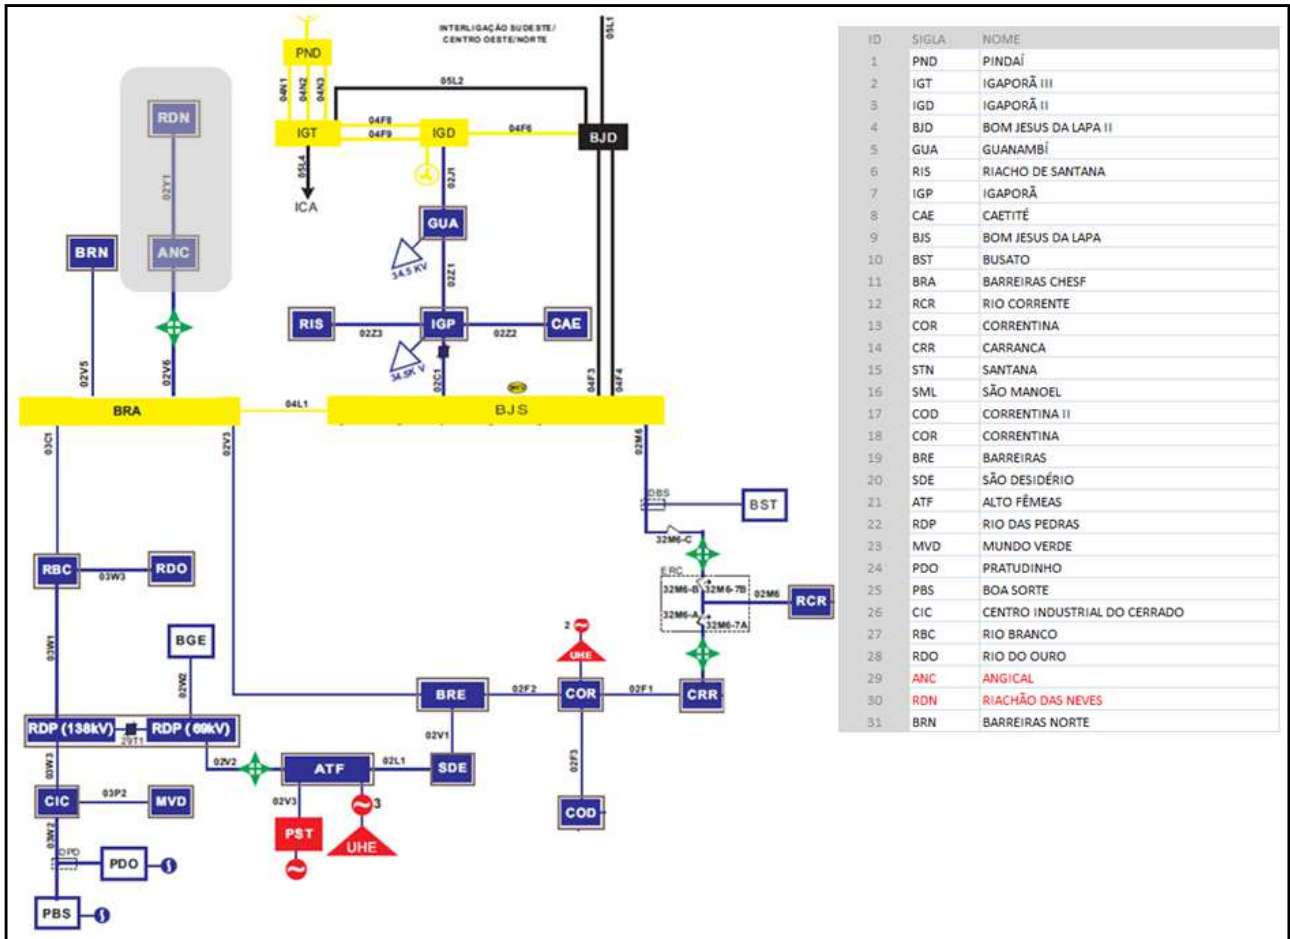 INTERLIGAÇÃO SUDESTE/
CENTRO OESTE/NORTE
05L1
PND
04N1
04N2
04N3
05L2
RDN
IGT
04F8
04F9
IGD
04F6
BJD
05L4
02J1
ICA
02Y1
BRN
ANC
GUA
34.5 KV
02Z1
RIS
02Z3
IGP
02Z2
CAE
34.5K V
02C1
02V5
02V6
04F3
04F4
BRA
04L1
BJS
03C1
02V3
02M6
DBS
BST
32M6-C
RBC
03W3
RDO
ERC
32M6-B
32M6-7B
02M6
RCR
32M6-A
32M6-7A
03W1
BGE
2
UHE
02W2
BRE
02F2
COR
02F1
CRR
RDP (138kV)
RDP (69kV)
29T1
02V1
03W3
02V2
ATF
02L1
SDE
02F3
CIC
03P2
MVD
02V3
3
COD
PST
UHE
03W2
DPD
PDO
PBS
ID SIGLA NOME
1 PND PINDAÍ
2 IGT IGAPORÃ III
3 IGD IGAPORÃ II
4 BJD BOM JESUS DA LAPA II
5 GUA GUANAMBÍ
6 RIS RIACHO DE SANTANA
7 IGP IGAPORÃ
8 CAE CAETITÉ
9 BJS BOM JESUS DA LAPA
10 BST BUSATO
11 BRA BARREIRAS CHESF
12 RCR RIO CORRENTE
13 COR CORRENTINA
14 CRR CARRANCA
15 STN SANTANA
16 SML SÃO MANOEL
17 COD CORRENTINA II
18 COR CORRENTINA
19 BRE BARREIRAS
20 SDE SÃO DESIDÉRIO
21 ATF ALTO FÊMEAS
22 RDP RIO DAS PEDRAS
23 MVD MUNDO VERDE
24 PDO PRATUDINHO
25 PBS BOA SORTE
26 CIC CENTRO INDUSTRIAL DO CERRADO
27 RBC RIO BRANCO
28 RDO RIO DO OURO
29 ANC ANGICAL
30 RDN RIACHÃO DAS NEVES
31 BRN BARREIRAS NORTE